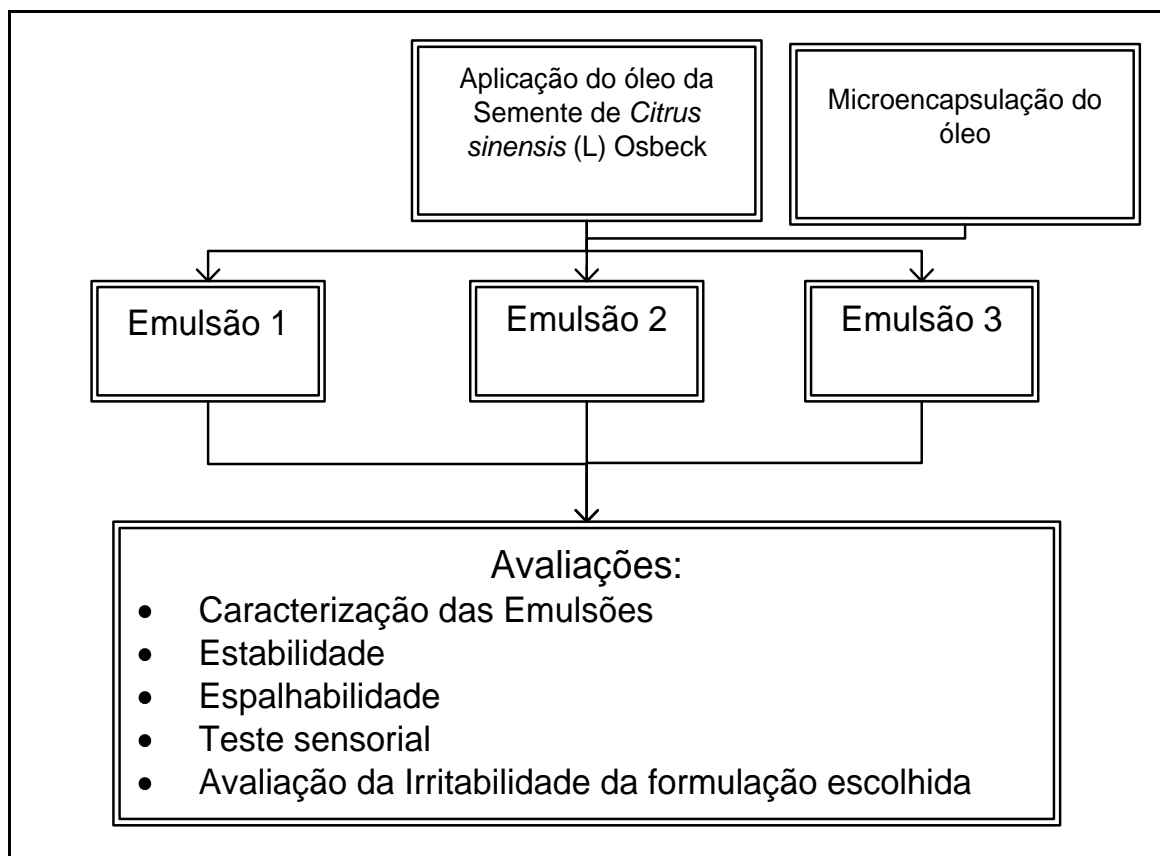 Aplicação do óleo da
Semente de Citrus
sinensis (L) Osbeck
Microencapsulação do
óleo
Emulsão 1
Emulsão 2
Emulsão 3
Avaliações:
• Caracterização das Emulsões
• Estabilidade
• Espalhabilidade
• Teste sensorial
• Avaliação da Irritabilidade da formulação escolhida